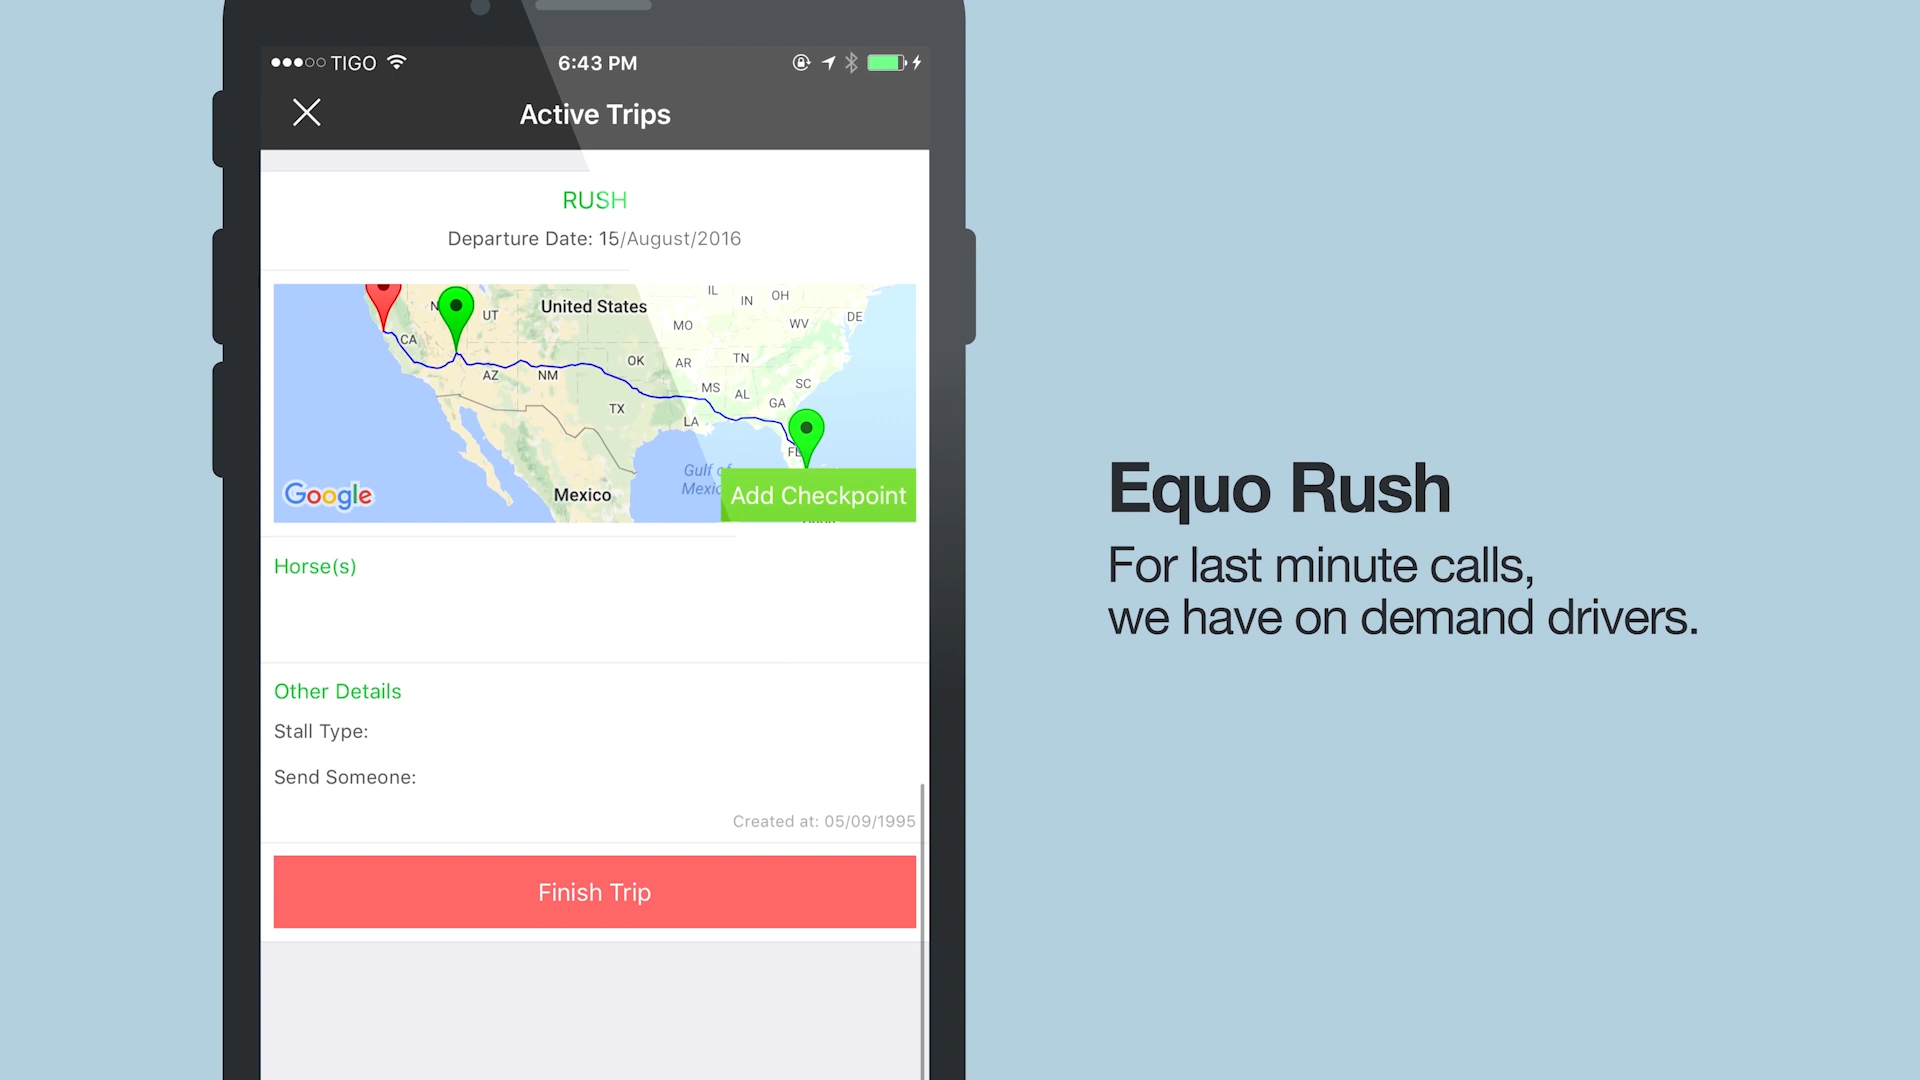 TIGO
6:43 PM
Active Trips
RUSH
Departure Date: 15/August/2016
United States
IL
IN
OH
UT
MO
WV
DE
CA
OK
AR
TN
AZ
NM
MS
AL
SC
TX
GA
LA
Gulf of
Mexico
Google
Add Checkpoint
Horse(s)
Other Details
Stall Type:
Send Someone:
Created at: 05/09/1995
Finish Trip
Equo Rush
For last minute calls,
we have on demand drivers.